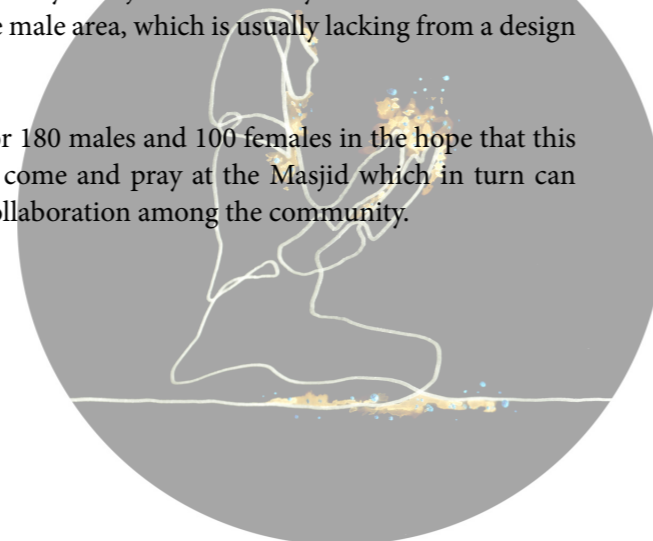 male area, which is usually lacking from a design
180 males and 100 females in the hope that this
come and pray at the Masjid which in turn can
among the community.